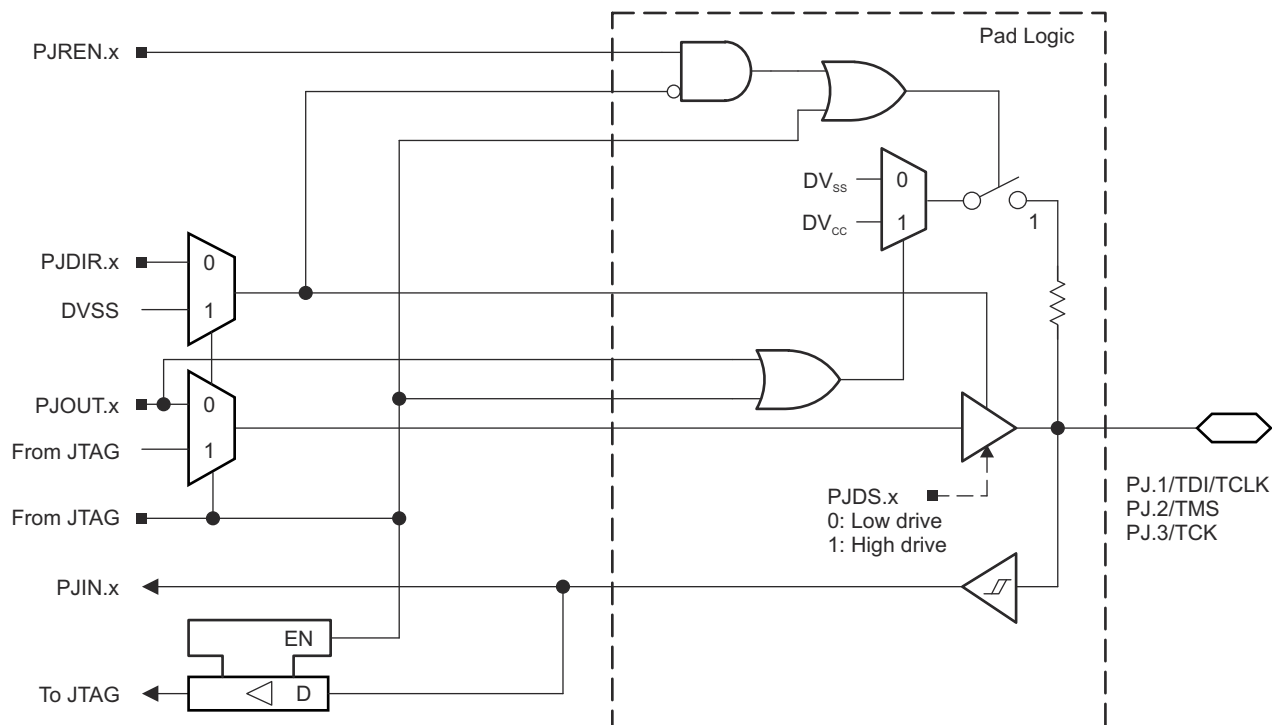 Pad Logic
PJREN.x
DVSS
0
DVCC
1
1
PJDIR.x
0
DVSS
1
PJOUT.x
0
From JTAG
1
From JTAG
PJDS.x
0: Low drive
1: High drive
PJ.1/TDI/TCLK
PJ.2/TMS
PJ.3/TCK
PJIN.x
EN
To JTAG
D